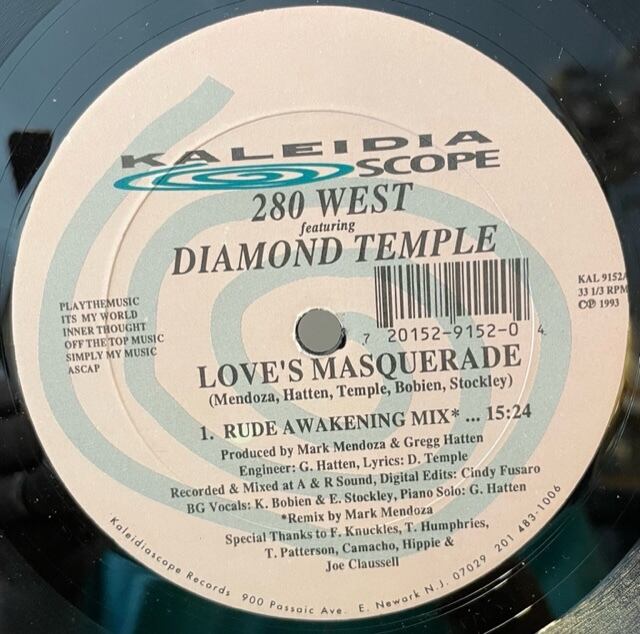 KALEIDIA
SCOPE
280 WEST
featuring
DIAMOND TEMPLE
PLAYTHEMUSIC
ITS MY WORLD
INNER THOUGHT
OFF THE TOP MUSIC
SIMPLY MY MUSIC
ASCAP
KAL 9152A
33 1/3 RPM
©℗ 1993
7 20152-9152-0 4
LOVE'S MASQUERADE
(Mendoza, Hatten, Temple, Bobien, Stockley)
1. RUDE AWAKENING MIX* ... 15:24
Produced by Mark Mendoza & Gregg Hatten
Engineer: G. Hatten, Lyrics: D. Temple
Recorded & Mixed at A & R Sound, Digital Edits: Cindy Fusaro
BG Vocals: K. Bobien & E. Stockley, Piano Solo: G. Hatten
*Remix by Mark Mendoza
Special Thanks to F. Knuckles, T. Humphries,
T. Patterson, Camacho, Hippie &
Joe Claussell
Kaleidiascope Records 900 Passaic Ave. E. Newark N.J. 07029 201 483-1006